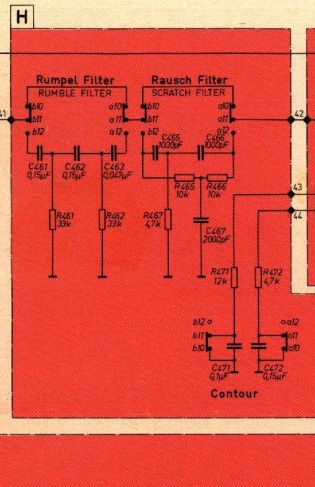 H
Rumpel Filter
RUMBLE FILTER
Rausch Filter
SCRATCH FILTER
b10
a10
b10
a10
41
b11
a11
b11
a11
42
b12
a12
b12
a12
C465
1000pF
C466
1000pF
C461
0,15µF
C462
0,15µF
C463
0,047µF
R465
10k
R466
10k
43
R461
33k
R462
33k
R467
4,7k
C467
2000pF
44
R471
12k
R472
4,7k
b12
a12
b11
a11
b10
a10
C471
0,1µF
C472
0,15µF
Contour